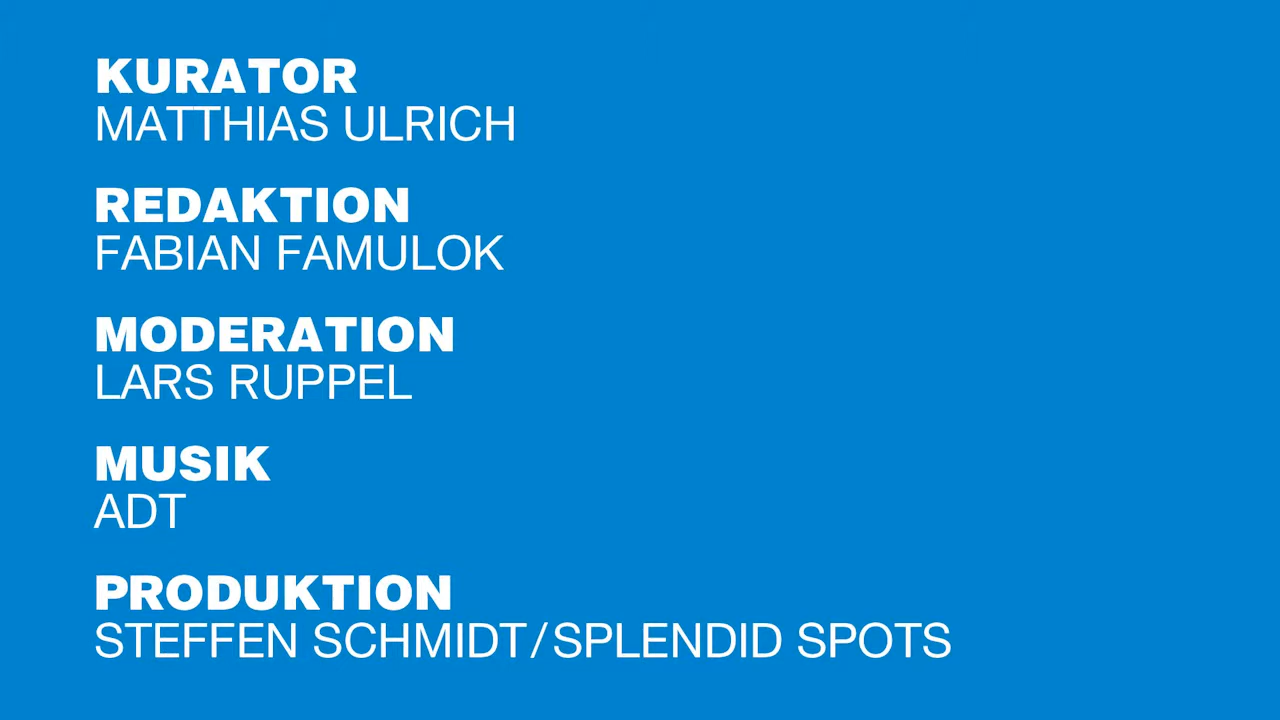 KURATOR
MATTHIAS ULRICH
REDAKTION
FABIAN FAMULOK
MODERATION
LARS RUPPEL
MUSIK
ADT
PRODUKTION
STEFFEN SCHMIDT/SPLENDID SPOTS